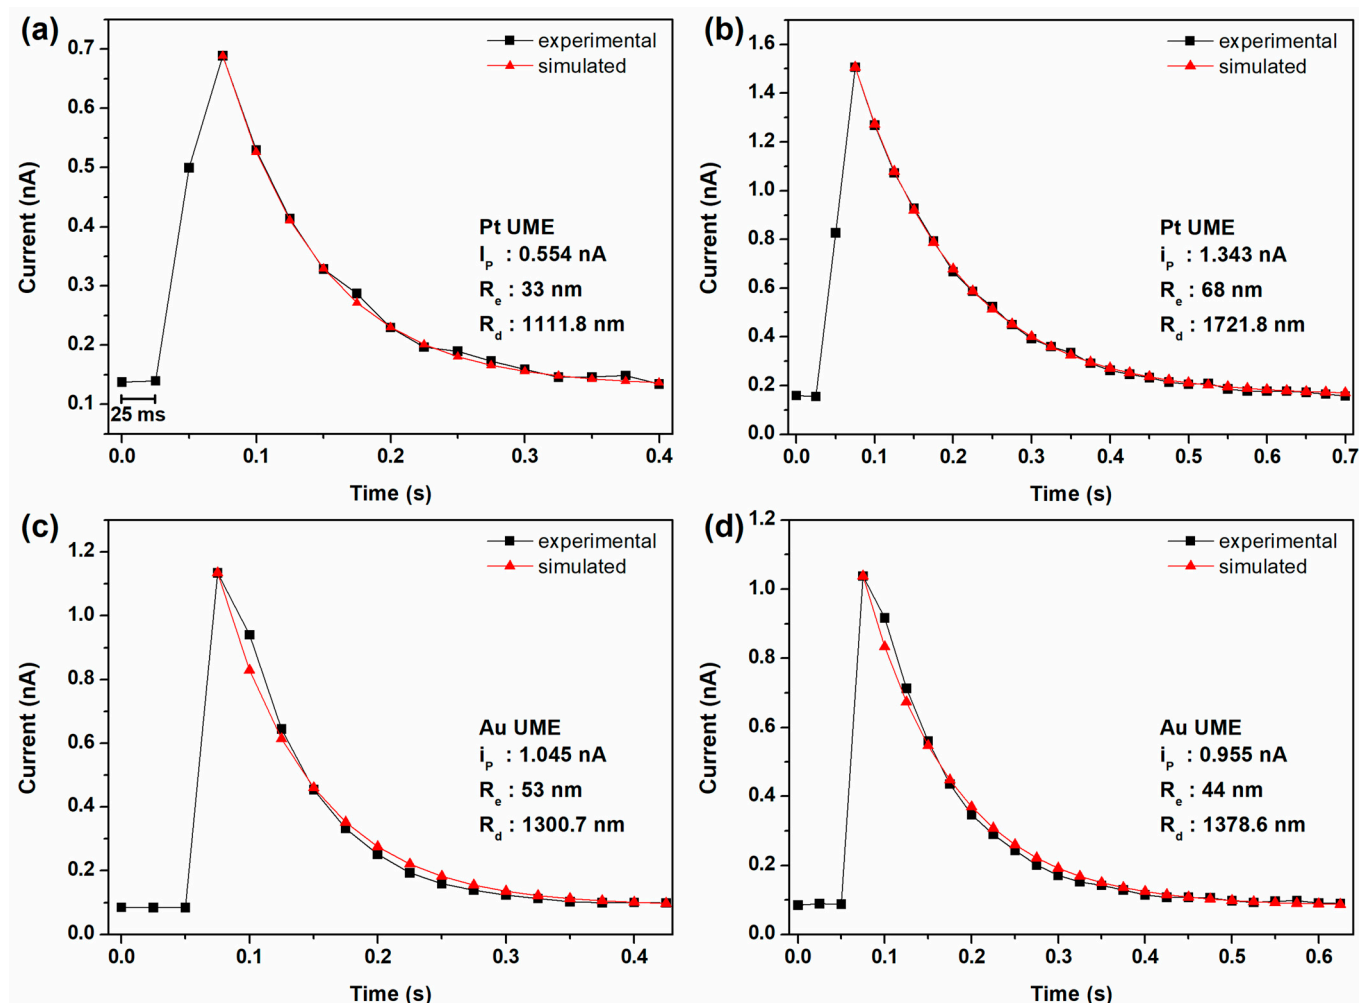 (a)
experimental
simulated
0.7
0.6
0.5
0.4
0.3
0.2
0.1
Current (nA)
Pt UME
IP : 0.554 nA
Re : 33 nm
Rd : 1111.8 nm
25 ms
0.0 0.1 0.2 0.3 0.4
Time (s)
(b)
experimental
simulated
1.6
1.4
1.2
1.0
0.8
0.6
0.4
0.2
0.0
Current (nA)
Pt UME
iP : 1.343 nA
Re : 68 nm
Rd : 1721.8 nm
0.0 0.1 0.2 0.3 0.4 0.5 0.6 0.7
Time (s)
(c)
experimental
simulated
1.2
1.0
0.8
0.6
0.4
0.2
0.0
Current (nA)
Au UME
iP : 1.045 nA
Re : 53 nm
Rd : 1300.7 nm
0.0 0.1 0.2 0.3 0.4
Time (s)
(d)
experimental
simulated
1.2
1.0
0.8
0.6
0.4
0.2
0.0
Current (nA)
Au UME
iP : 0.955 nA
Re : 44 nm
Rd : 1378.6 nm
0.0 0.1 0.2 0.3 0.4 0.5 0.6
Time (s)